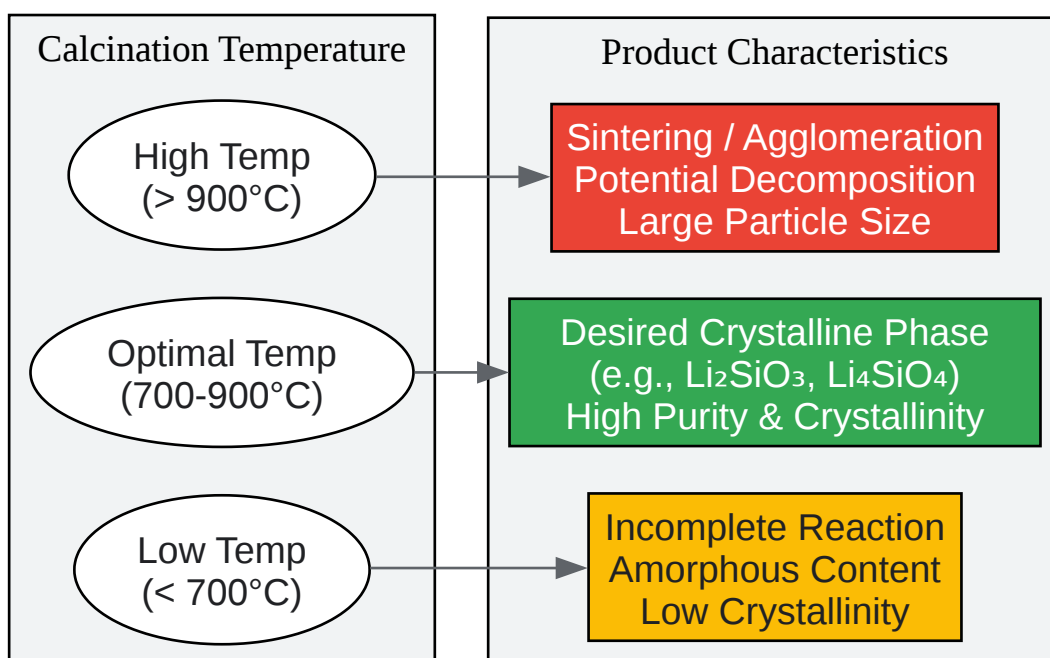 Calcination Temperature
Product Characteristics
High Temp
(> 900°C)
Sintering / Agglomeration
Potential Decomposition
Large Particle Size
Optimal Temp
(700-900°C)
Desired Crystalline Phase
(e.g., Li₂SiO₃, Li₄SiO₄)
High Purity & Crystallinity
Low Temp
(< 700°C)
Incomplete Reaction
Amorphous Content
Low Crystallinity